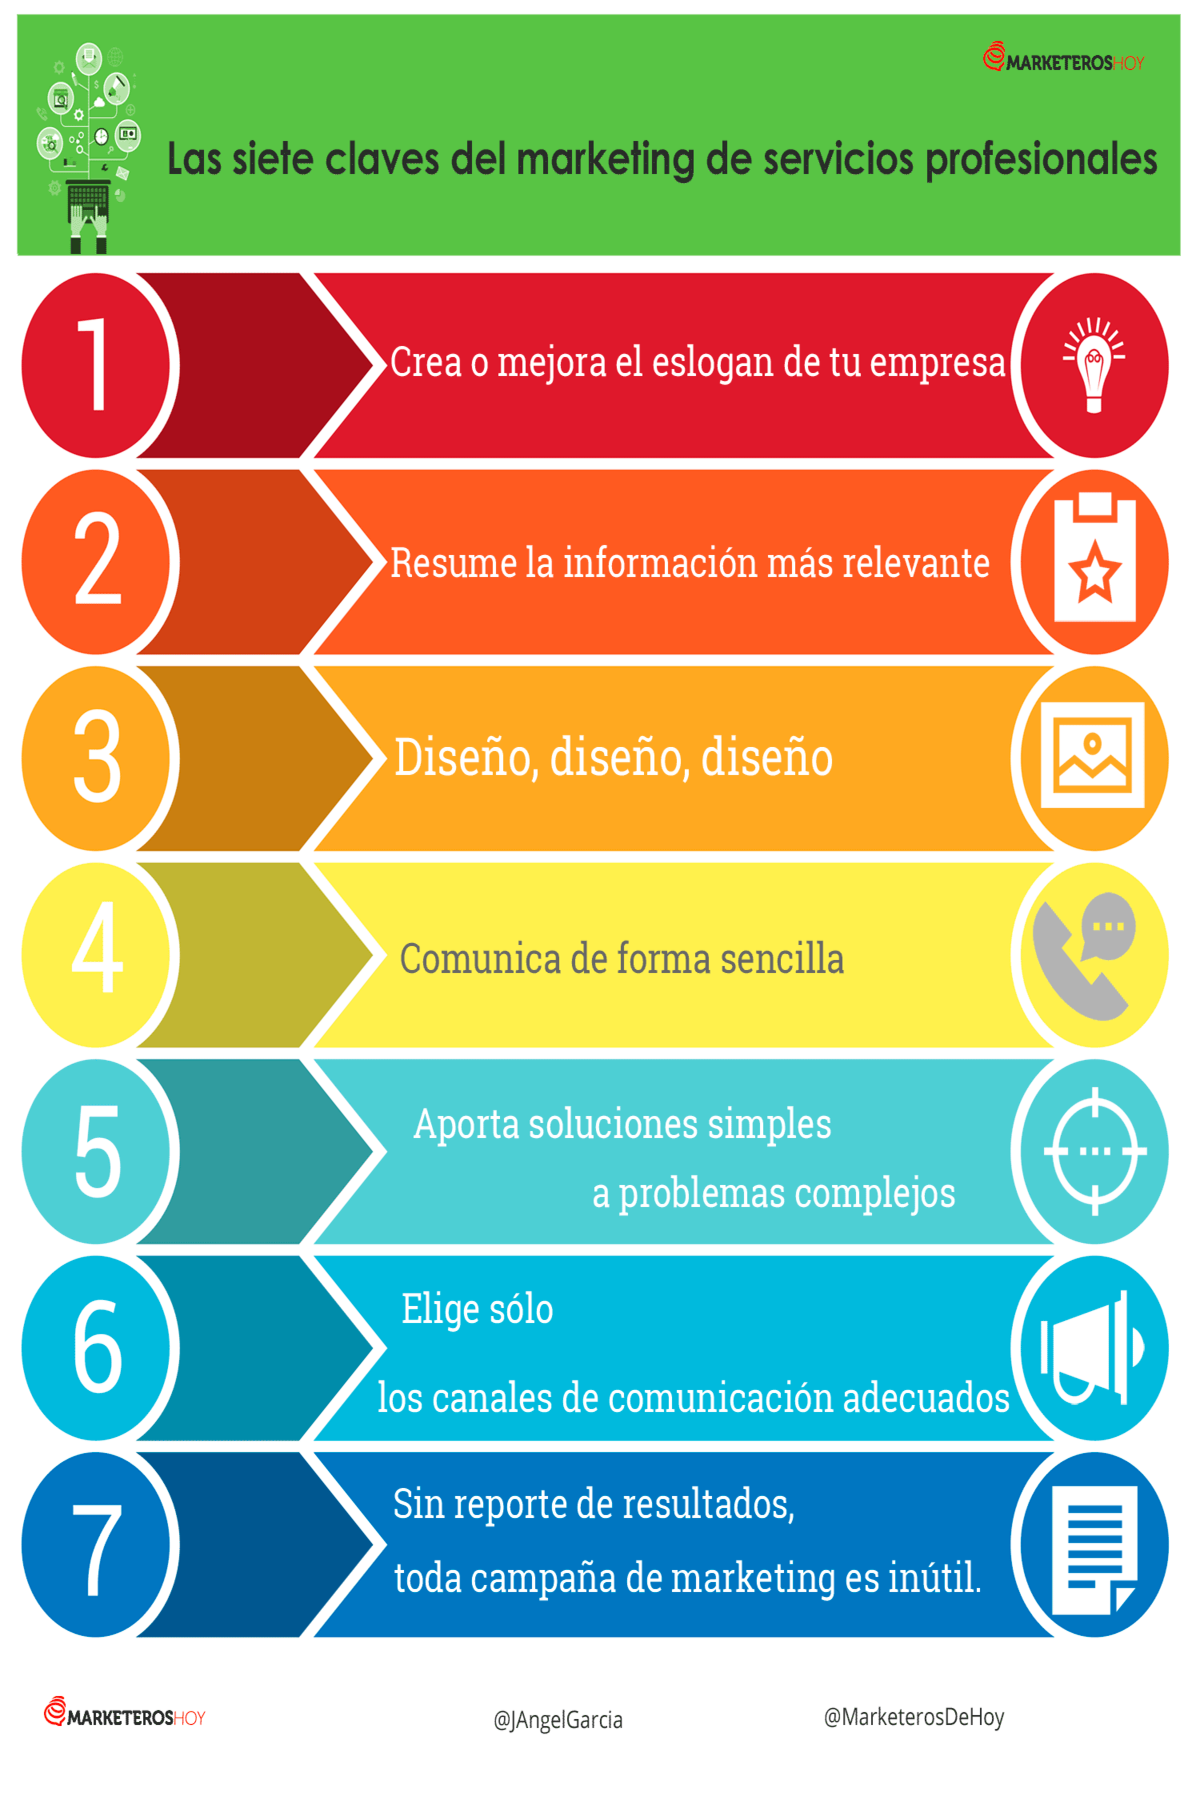 MARKETEROSHOY
Las siete claves del marketing de servicios profesionales
1
Crea o mejora el eslogan de tu empresa
2
Resume la información más relevante
3
Diseño, diseño, diseño
4
Comunica de forma sencilla
5
Aporta soluciones simples
a problemas complejos
6
Elige sólo
los canales de comunicación adecuados
7
Sin reporte de resultados,
toda campaña de marketing es inútil.
MARKETEROSHOY
@JAngelGarcia
@MarketerosDeHoy